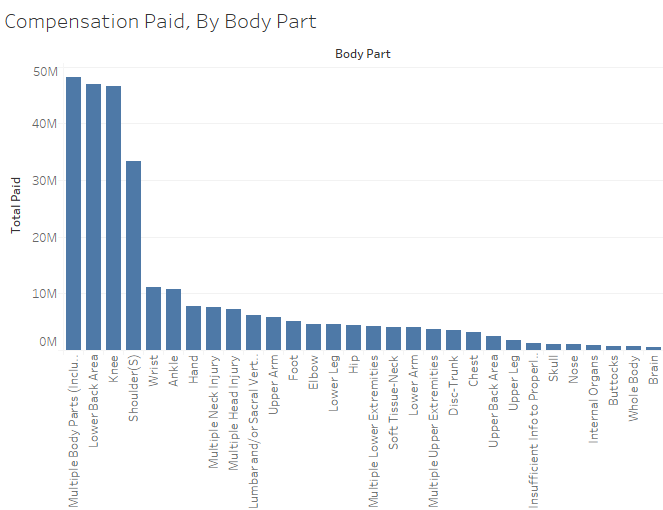 Compensation Paid, By Body Part
Body Part
50M
40M
30M
20M
10M
0M
Total Paid
Multiple Body Parts (Inclu..
Lower Back Area
Knee
Shoulder(S)
Wrist
Ankle
Hand
Multiple Neck Injury
Multiple Head Injury
Lumbar and/or Sacral Vert..
Upper Arm
Foot
Elbow
Lower Leg
Hip
Multiple Lower Extremities
Soft Tissue-Neck
Lower Arm
Multiple Upper Extremities
Disc-Trunk
Chest
Upper Back Area
Upper Leg
Insufficient Info to Properl..
Skull
Nose
Internal Organs
Buttocks
Whole Body
Brain